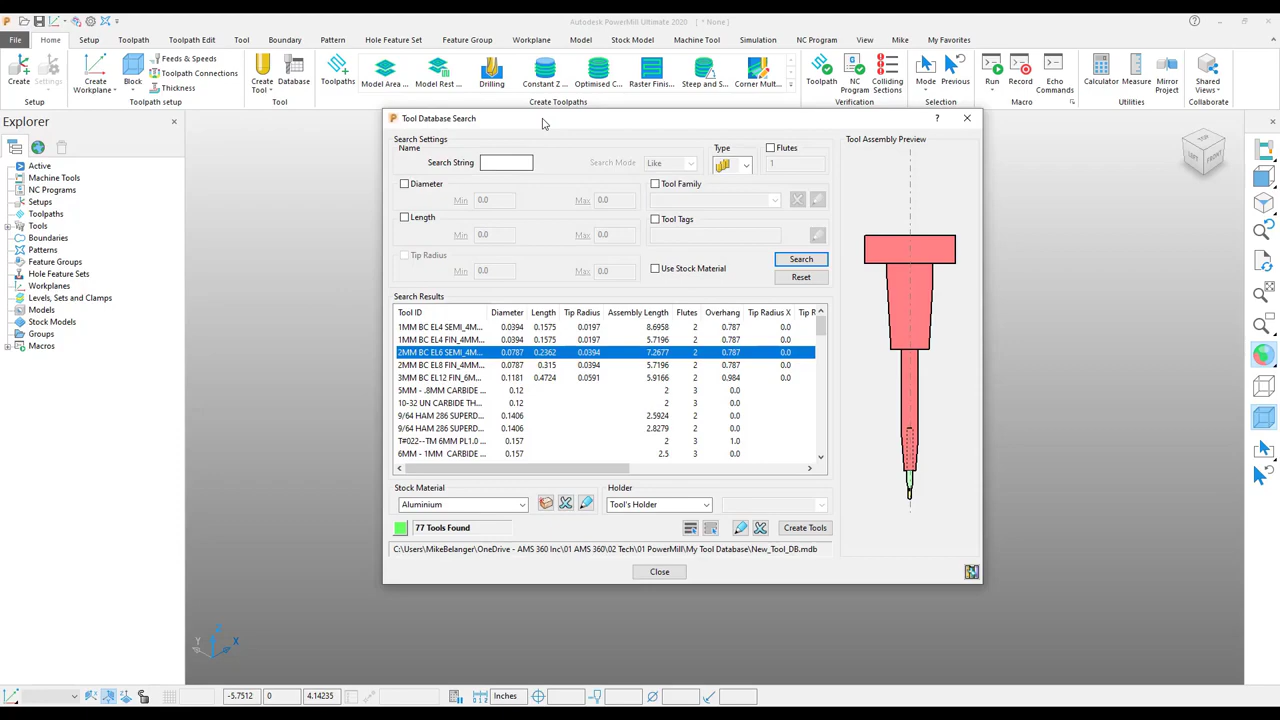 Autodesk PowerMill Ultimate 2020 - [ * None ]
File Home Setup Toolpath Toolpath Edit Tool Boundary Pattern Hole Feature Set Feature Group Workplane Model Stock Model Machine Tool Simulation NC Program View Mike My Favorites
Create Settings
Setup
Create Workplane Block
Feeds & Speeds
Toolpath Connections
Thickness
Toolpath setup
Create Tool Database
Tool
Toolpaths Model Area ... Model Rest ... Drilling Constant Z ... Optimised C... Raster Finis... Steep and S... Corner Mult...
Create Toolpaths
Toolpath NC Program Colliding Sections
Verification
Mode Previous
Selection
Run Record Echo Commands
Macro
Calculator Measure Mirror Project
Utilities
Shared Views
Collaborate
Explorer
Active
Machine Tools
NC Programs
Setups
Toolpaths
Tools
Boundaries
Patterns
Feature Groups
Hole Feature Sets
Workplanes
Levels, Sets and Clamps
Models
Stock Models
Groups
Macros
Tool Database Search
Search Settings
Name
Search String Search Mode Like
Type
Flutes
1
Diameter
Min 0.0 Max 0.0
Tool Family
Length
Min 0.0 Max 0.0
Tool Tags
Tip Radius
Min 0.0 Max 0.0
Use Stock Material
Search
Reset
Tool Assembly Preview
Search Results
Tool ID Diameter Length Tip Radius Assembly Length Flutes Overhang Tip Radius X Tip R
1MM BC EL4 SEMI_4M... 0.0394 0.1575 0.0197 8.6958 2 0.787 0.0
1MM BC EL4 FIN_4MM... 0.0394 0.1575 0.0197 5.7196 2 0.787 0.0
2MM BC EL6 SEMI_4M... 0.0787 0.2362 0.0394 7.2677 2 0.787 0.0
2MM BC EL8 FIN_4MM... 0.0787 0.315 0.0394 5.7196 2 0.787 0.0
3MM BC EL12 FIN_6M... 0.1181 0.4724 0.0591 5.9166 2 0.984 0.0
5MM - .8MM CARBIDE ... 0.12 2 3 0.0
10-32 UN CARBIDE TH... 0.12 2 3 0.0
9/64 HAM 286 SUPERD... 0.1406 2.5924 2 0.0
9/64 HAM 286 SUPERD... 0.1406 2.8279 2 0.0
T#022--TM 6MM PL1.0 ... 0.157 2 3 1.0
6MM - 1MM CARBIDE ... 0.157 2.5 3 0.0
Stock Material
Aluminium
Holder
Tool's Holder
77 Tools Found
Create Tools
C:\Users\MikeBelanger\OneDrive - AMS 360 Inc\01 AMS 360\02 Tech\01 PowerMill\My Tool Database\New_Tool_DB.mdb
Close
Z
Y X
-5.7512 0 4.14235 Inches